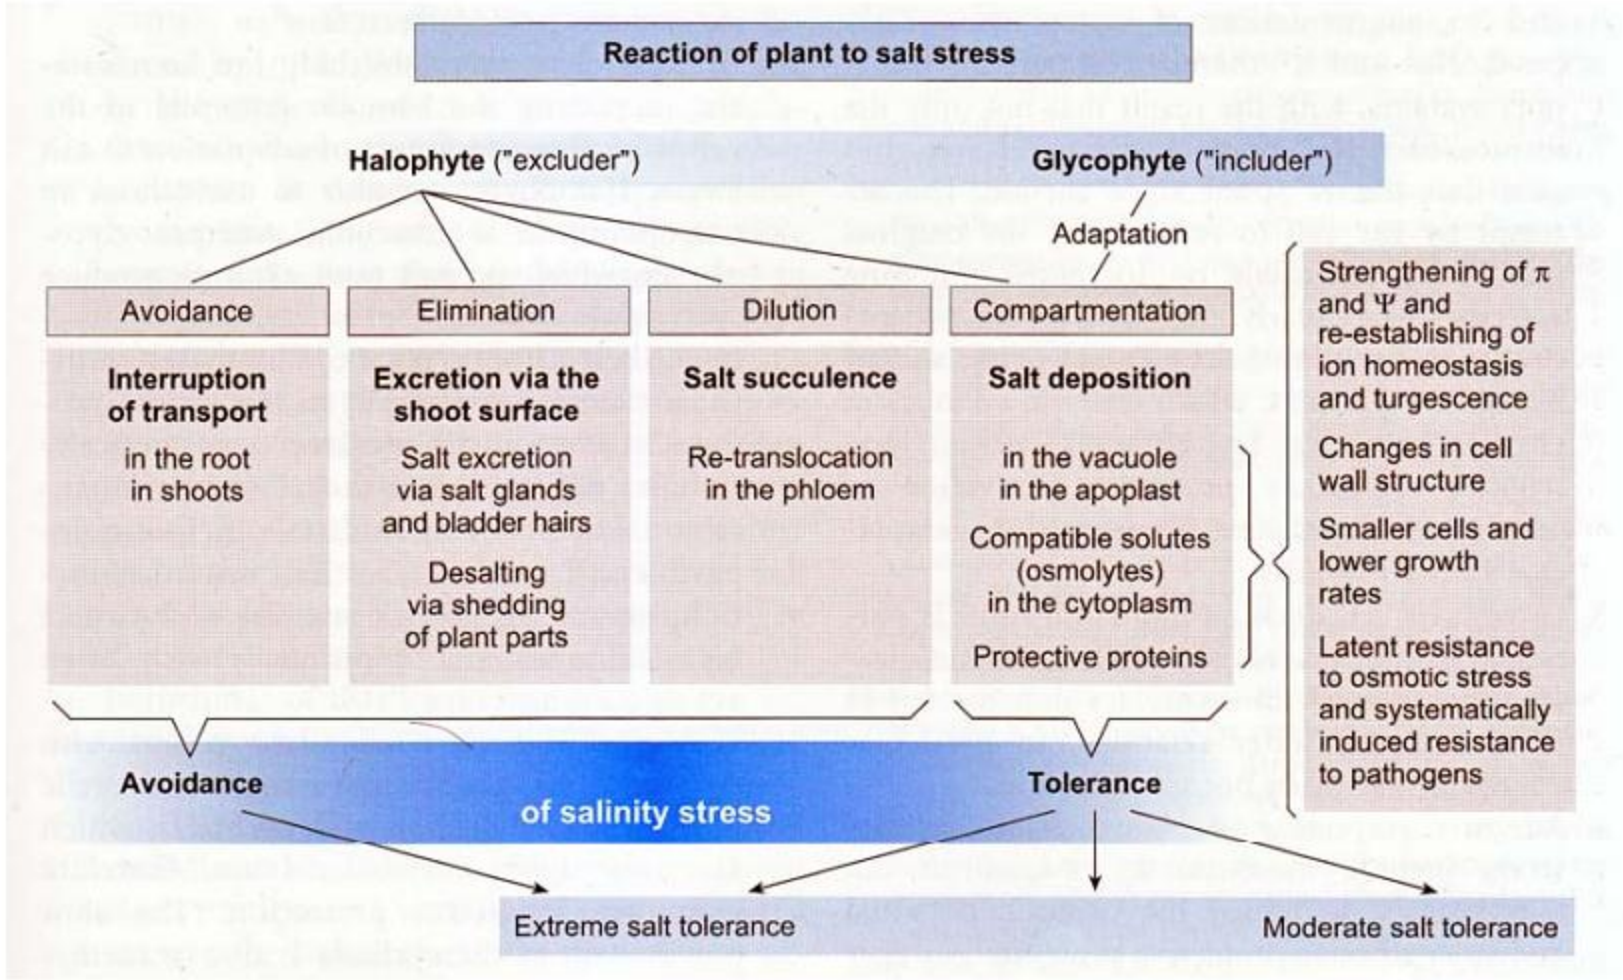 Reaction of plant to salt stress
Halophyte ("excluder")
Glycophyte ("includer")
Adaptation
Avoidance
Elimination
Dilution
Compartmentation
Interruption
of transport
in the root
in shoots
Excretion via the
shoot surface
Salt excretion
via salt glands
and bladder hairs
Desalting
via shedding
of plant parts
Salt succulence
Re-translocation
in the phloem
Salt deposition
in the vacuole
in the apoplast
Compatible solutes
(osmolytes)
in the cytoplasm
Protective proteins
Strengthening of π
and Ψ and
re-establishing of
ion homeostasis
and turgescence
Changes in cell
wall structure
Smaller cells and
lower growth
rates
Latent resistance
to osmotic stress
and systematically
induced resistance
to pathogens
Avoidance
of salinity stress
Tolerance
Extreme salt tolerance
Moderate salt tolerance